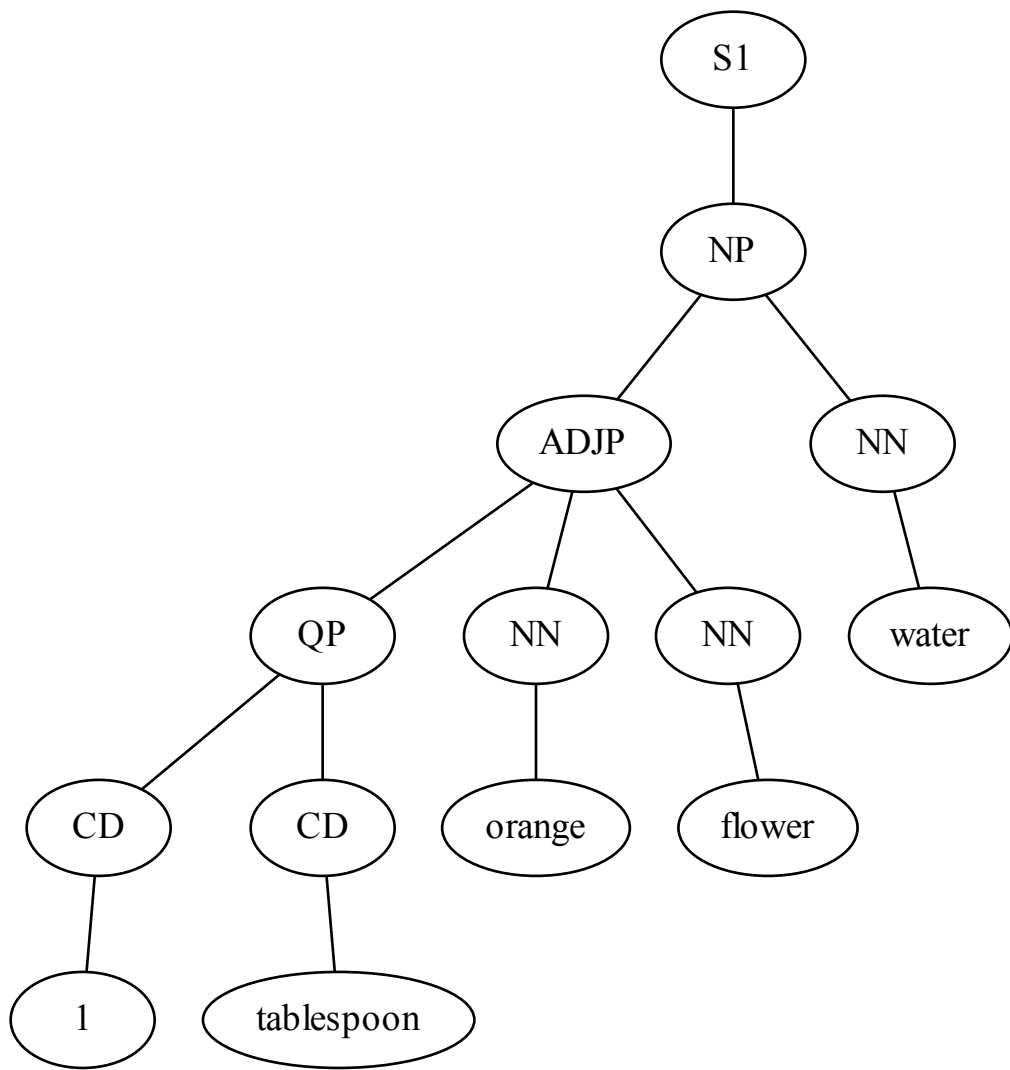 S1
NP
ADJP NN
QP NN NN water
CD CD orange flower
1 tablespoon